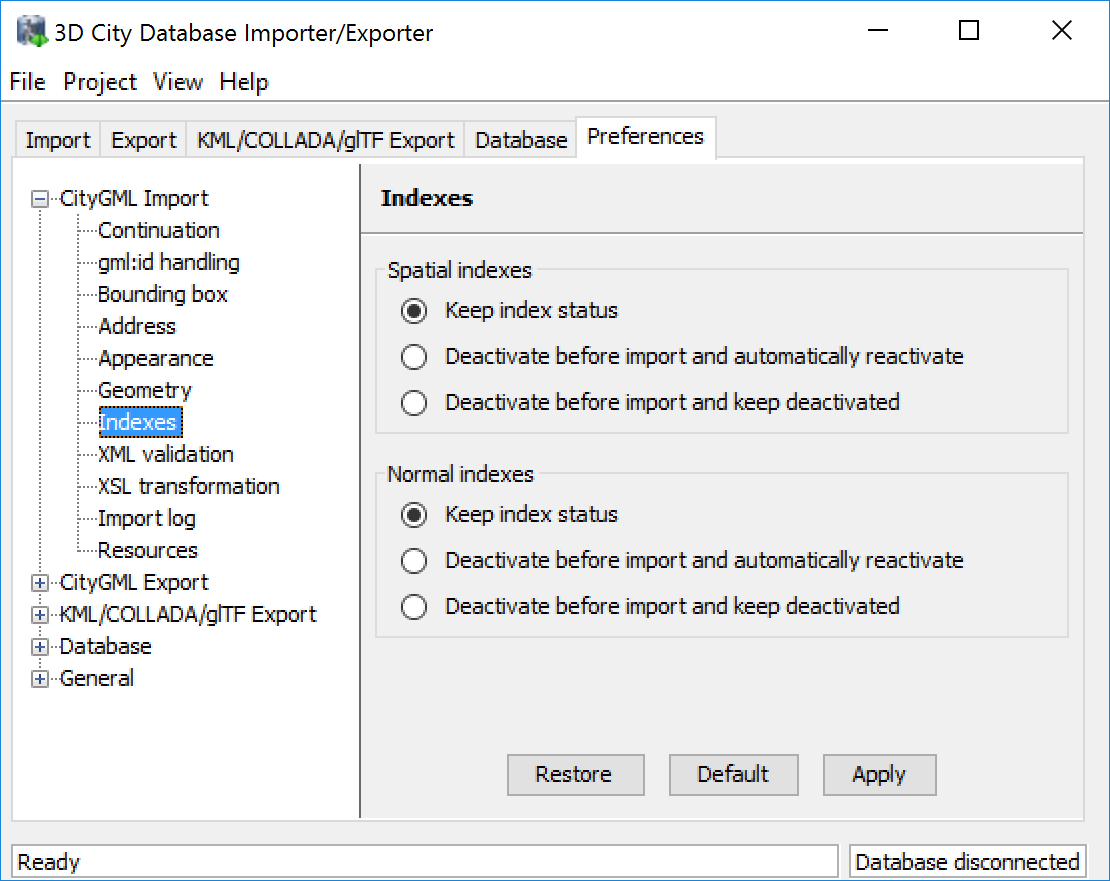 3D City Database Importer/Exporter
File Project View Help
Import Export KML/COLLADA/glTF Export Database Preferences
CityGML Import
Continuation
gml:id handling
Bounding box
Address
Appearance
Geometry
Indexes
XML validation
XSL transformation
Import log
Resources
CityGML Export
KML/COLLADA/glTF Export
Database
General
Indexes
Spatial indexes
Keep index status
Deactivate before import and automatically reactivate
Deactivate before import and keep deactivated
Normal indexes
Keep index status
Deactivate before import and automatically reactivate
Deactivate before import and keep deactivated
Restore Default Apply
Ready Database disconnected